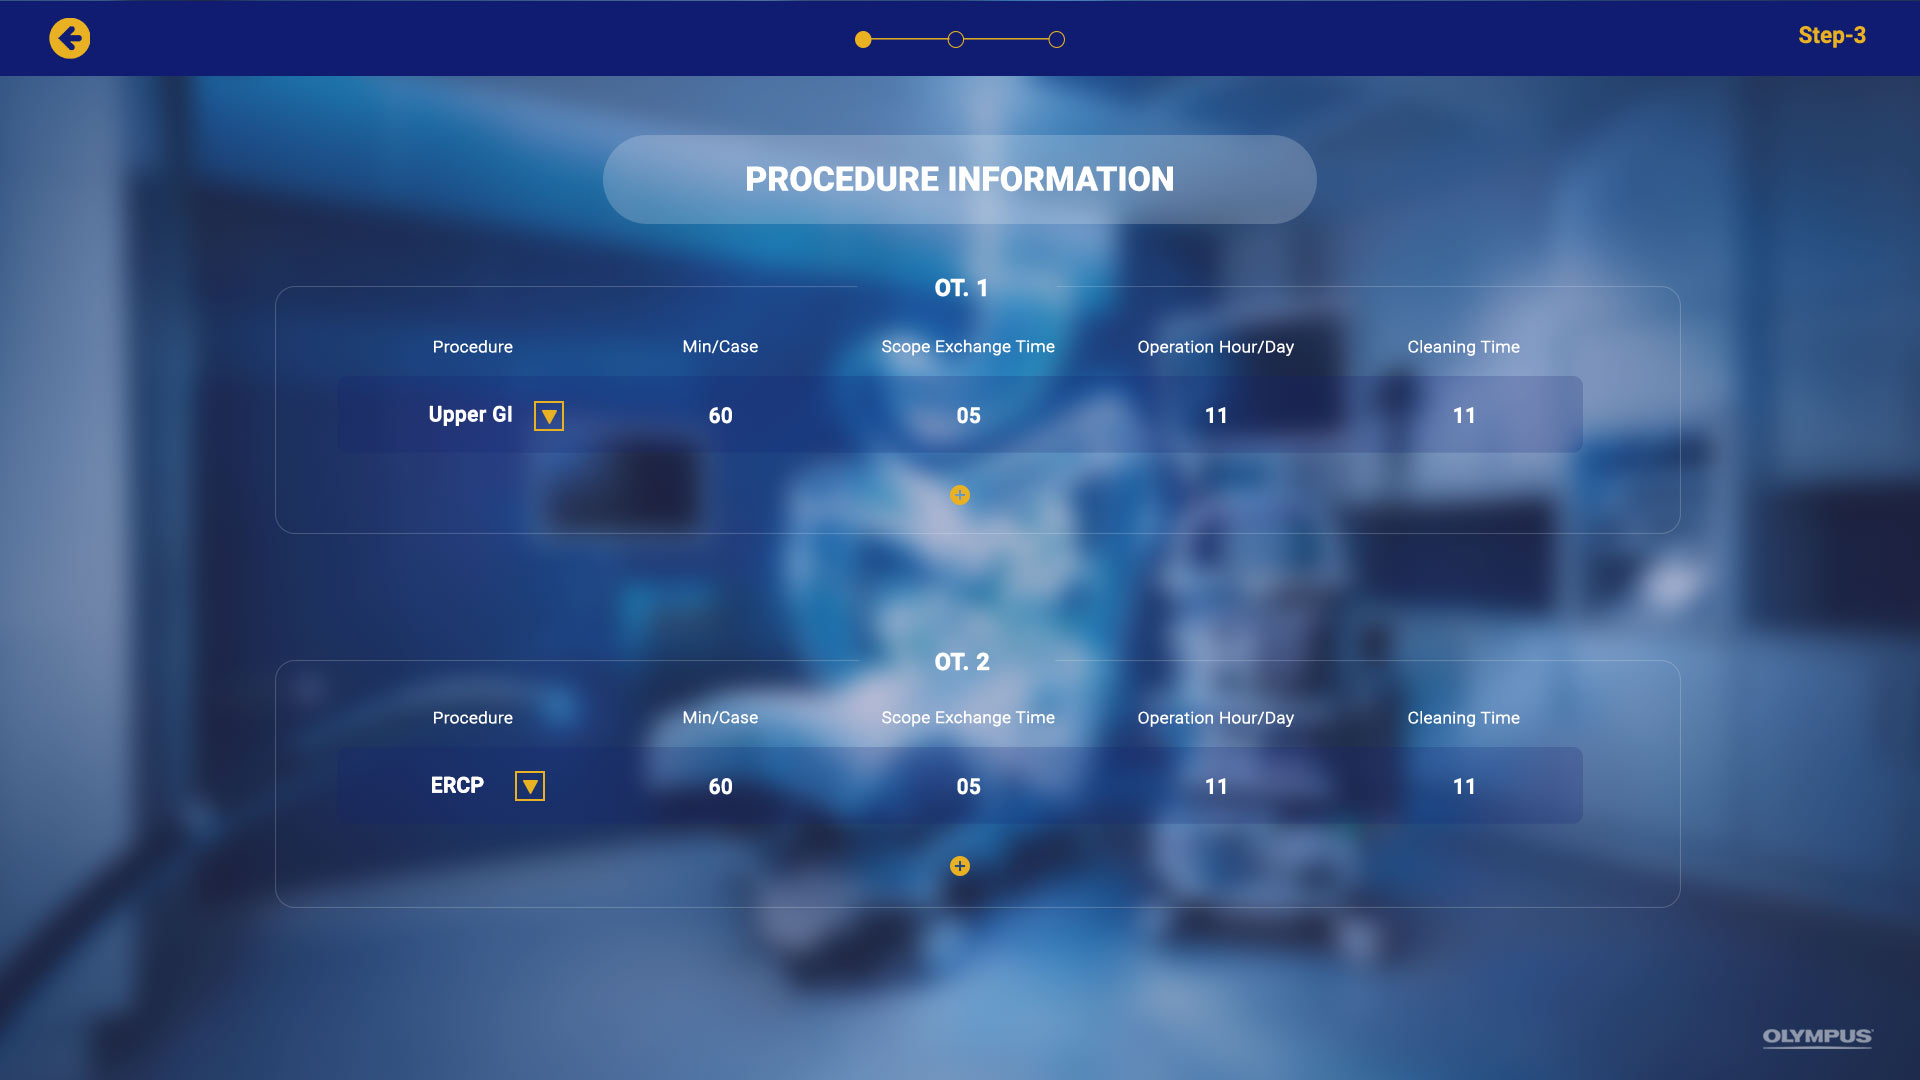 Step-3
PROCEDURE INFORMATION
OT. 1
Procedure Min/Case Scope Exchange Time Operation Hour/Day Cleaning Time
Upper GI 60 05 11 11
OT. 2
Procedure Min/Case Scope Exchange Time Operation Hour/Day Cleaning Time
ERCP 60 05 11 11
OLYMPUS